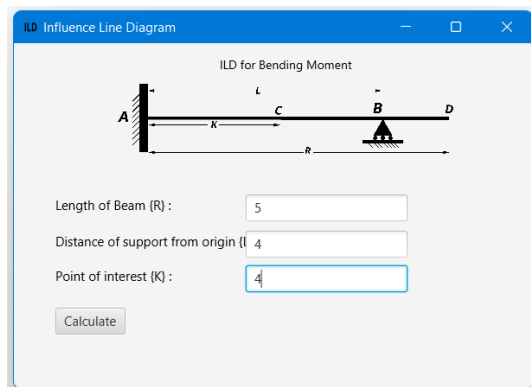 ILD Influence Line Diagram
ILD for Bending Moment
L
A
C
B
D
K
R
Length of Beam {R} :
5
Distance of support from origin {l
4
Point of interest {K} :
4
Calculate